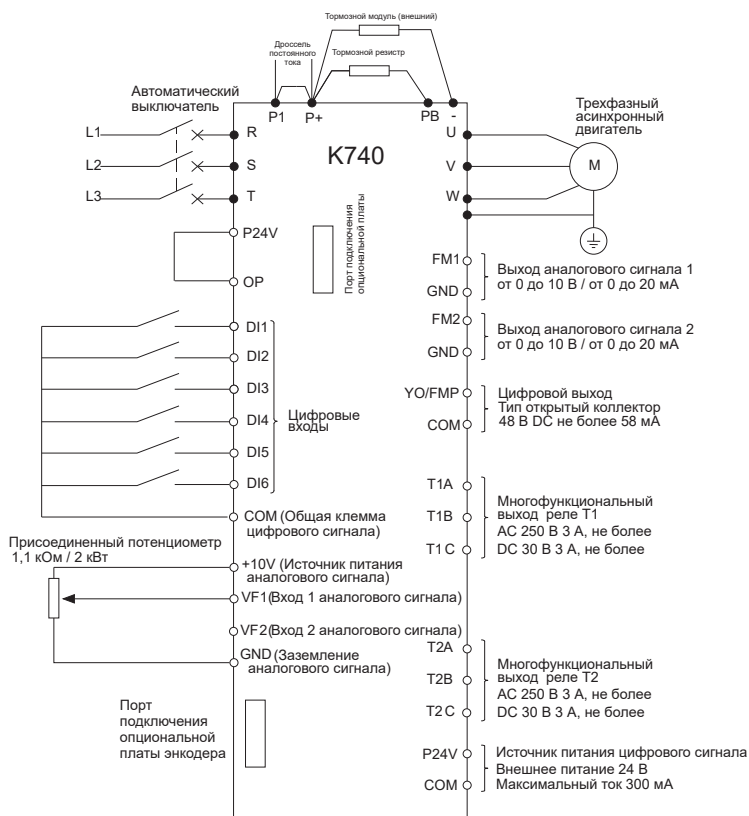 Тормозной модуль (внешний)
Дроссель
постоянного
тока
Тормозной резистр
P1
P+
PB
-
Автоматический
выключатель
L1
R
L2
S
L3
T
K740
U
V
W
Трехфазный
асинхронный
двигатель
M
P24V
OP
Порт подключения
опциональной платы
FM1
GND
Выход аналогового сигнала 1
от 0 до 10 В / от 0 до 20 мА
FM2
GND
Выход аналогового сигнала 2
от 0 до 10 В / от 0 до 20 мА
DI1
DI2
DI3
DI4
DI5
DI6
Цифровые
входы
YO/FMP
COM
Цифровой выход
Тип открытый коллектор
48 В DC не более 58 мА
COM (Общая клемма
цифрового сигнала)
T1A
T1B
T1C
Многофункциональный
выход реле T1
AC 250 В 3 А, не более
DC 30 В 3 А, не более
Присоединенный потенциометр
1,1 кОм / 2 кВт
+10V (Источник питания
аналогового сигнала)
VF1(Вход 1 аналогового сигнала)
VF2(Вход 2 аналогового сигнала)
GND (Заземление
аналогового сигнала)
T2A
T2B
T2C
Многофункциональный
выход реле T2
AC 250 В 3 А, не более
DC 30 В 3 А, не более
Порт
подключения
опциональной
платы энкодера
P24V
COM
Источник питания цифрового сигнала
Внешнее питание 24 В
Максимальный ток 300 мА